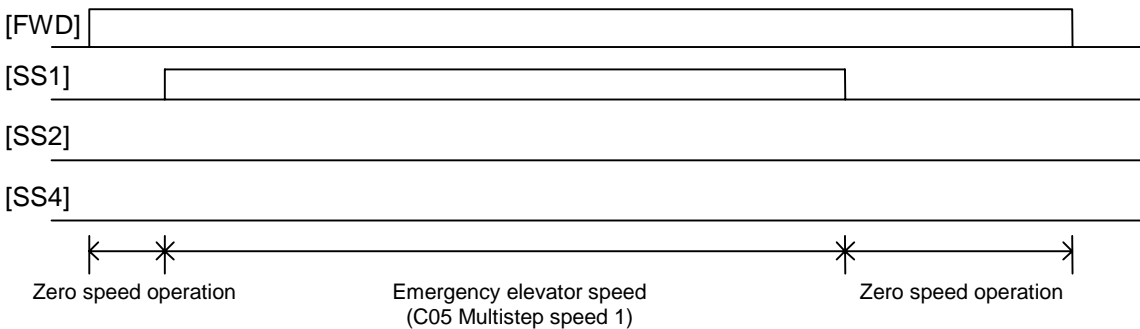 [FWD]
[SS1]
[SS2]
[SS4]
Zero speed operation
Emergency elevator speed
(C05 Multistep speed 1)
Zero speed operation